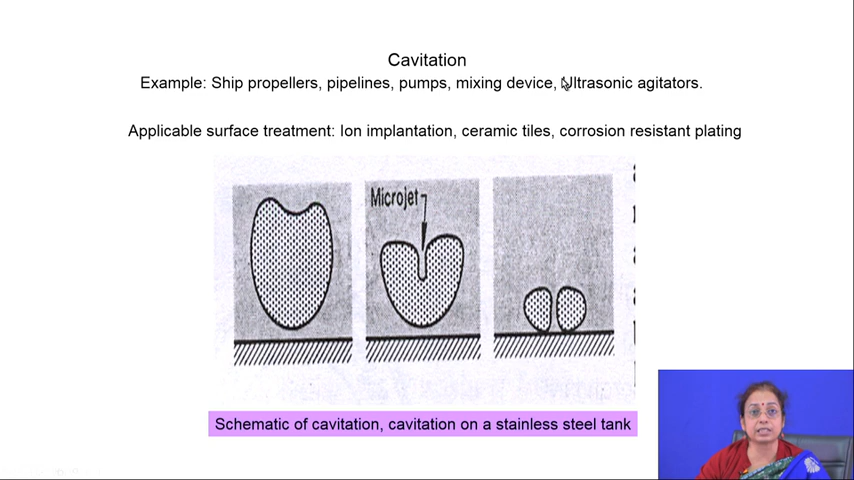 Cavitation
Example: Ship propellers, pipelines, pumps, mixing device, Ultrasonic agitators.
Applicable surface treatment: Ion implantation, ceramic tiles, corrosion resistant plating
Microjet
Schematic of cavitation, cavitation on a stainless steel tank